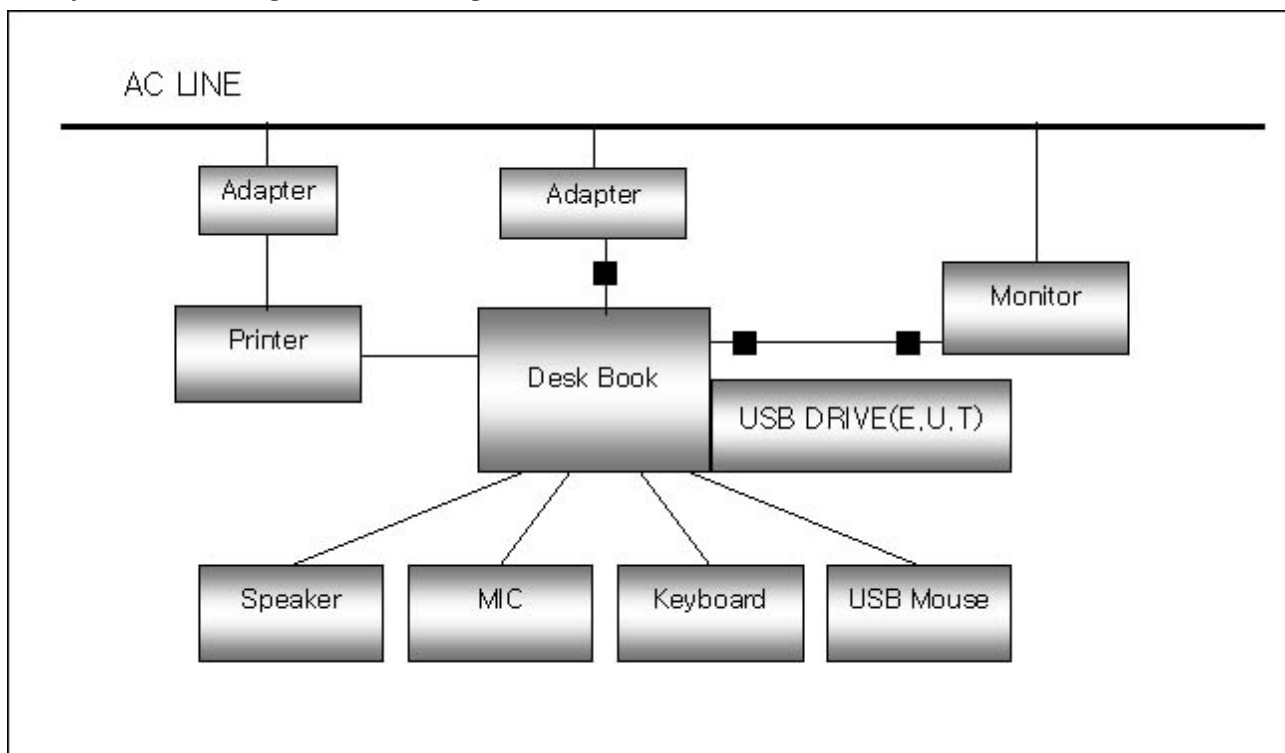 AC LINE
Adapter
Adapter
Monitor
Printer
Desk Book
USB DRIVE(E,U,T)
Speaker
MIC
Keyboard
USB Mouse